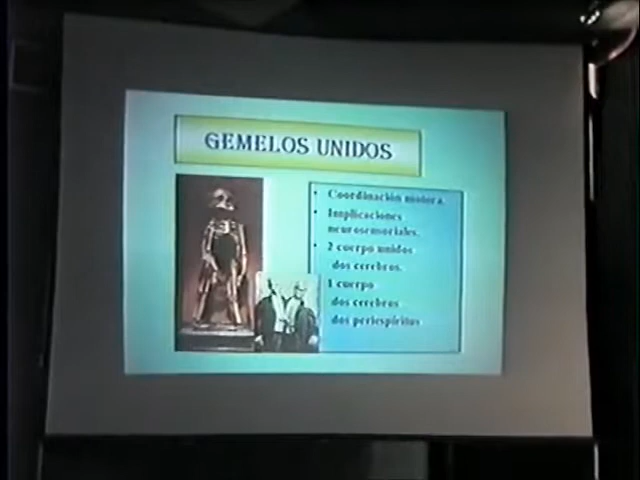 GEMELOS UNIDOS
• Coordinación motora.
• Implicaciones
neurosensoriales.
• 2 cuerpo unidos
dos cerebros.
1 cuerpo
dos cerebros
dos periespíritus